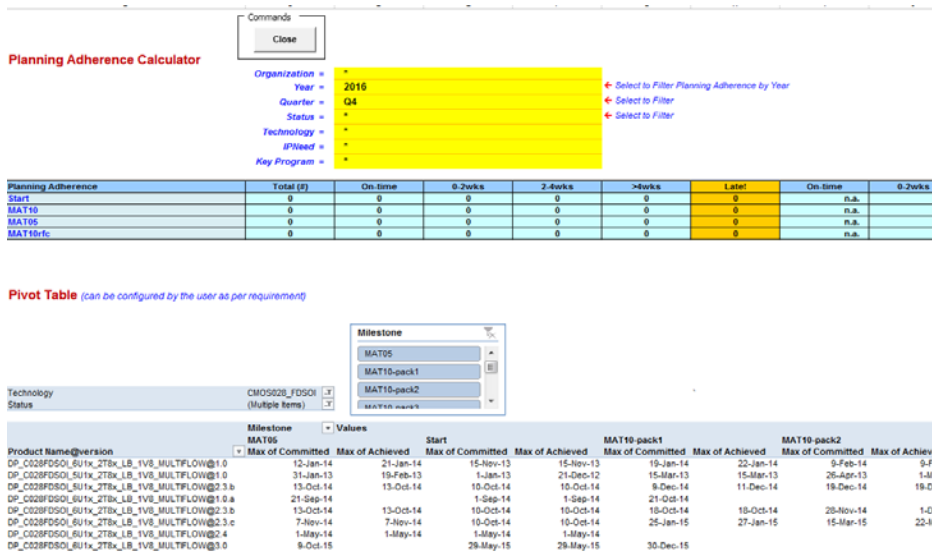 Commands
Close
Planning Adherence Calculator
Organization = *
Year = 2016 ← Select to Filter Planning Adherence by Year
Quarter = Q4 ← Select to Filter
Status = * ← Select to Filter
Technology = *
IPNeed = *
Key Program = *
Planning Adherence Total (#) On-time 0-2wks 2-4wks >4wks Late! On-time 0-2wks
Start 0 0 0 0 0 0 n.a.
MAT10 0 0 0 0 0 0 n.a.
MAT05 0 0 0 0 0 0 n.a.
MAT10rfc 0 0 0 0 0 0 n.a.
Pivot Table (can be configured by the user as per requirement)
Milestone
MAT05
MAT10-pack1
MAT10-pack2
MAT10-pack3
Technology CMOS028_FDSOI
Status (Multiple Items)
Milestone Values
MAT05 Start MAT10-pack1 MAT10-pack2
Product Name@version Max of Committed Max of Achieved Max of Committed Max of Achieved Max of Committed Max of Achieved Max of Committed Max of Achiev
DP_C028FDSOI_6U1x_2T8x_LB_1V8_MULTIFLOW@1.0 12-Jan-14 21-Jan-14 15-Nov-13 15-Nov-13 19-Jan-14 22-Jan-14 9-Feb-14 9-F
DP_C028FDSOI_6U1x_2T8x_LB_1V8_MULTIFLOW@1.0 31-Jan-13 19-Feb-13 1-Jan-13 21-Dec-12 15-Mar-13 15-Mar-13 26-Apr-13 1-M
DP_C028FDSOI_6U1x_2T8x_LB_1V8_MULTIFLOW@2.3.b 13-Oct-14 13-Oct-14 10-Oct-14 10-Oct-14 9-Dec-14 11-Dec-14 19-Dec-14 19-D
DP_C028FDSOI_6U1x_2T8x_LB_1V8_MULTIFLOW@1.0.a 21-Sep-14 1-Sep-14 1-Sep-14 21-Oct-14
DP_C028FDSOI_6U1x_2T8x_LB_1V8_MULTIFLOW@2.3.b 13-Oct-14 13-Oct-14 10-Oct-14 10-Oct-14 18-Oct-14 18-Oct-14 28-Nov-14 1-D
DP_C028FDSOI_6U1x_2T8x_LB_1V8_MULTIFLOW@2.3.c 7-Nov-14 7-Nov-14 10-Oct-14 10-Oct-14 25-Jan-15 27-Jan-15 15-Mar-15 22-M
DP_C028FDSOI_6U1x_2T8x_LB_1V8_MULTIFLOW@2.4 1-May-14 1-May-14 1-May-14 1-May-14
DP_C028FDSOI_6U1x_2T8x_LB_1V8_MULTIFLOW@3.0 9-Oct-15 29-May-15 29-May-15 30-Dec-15